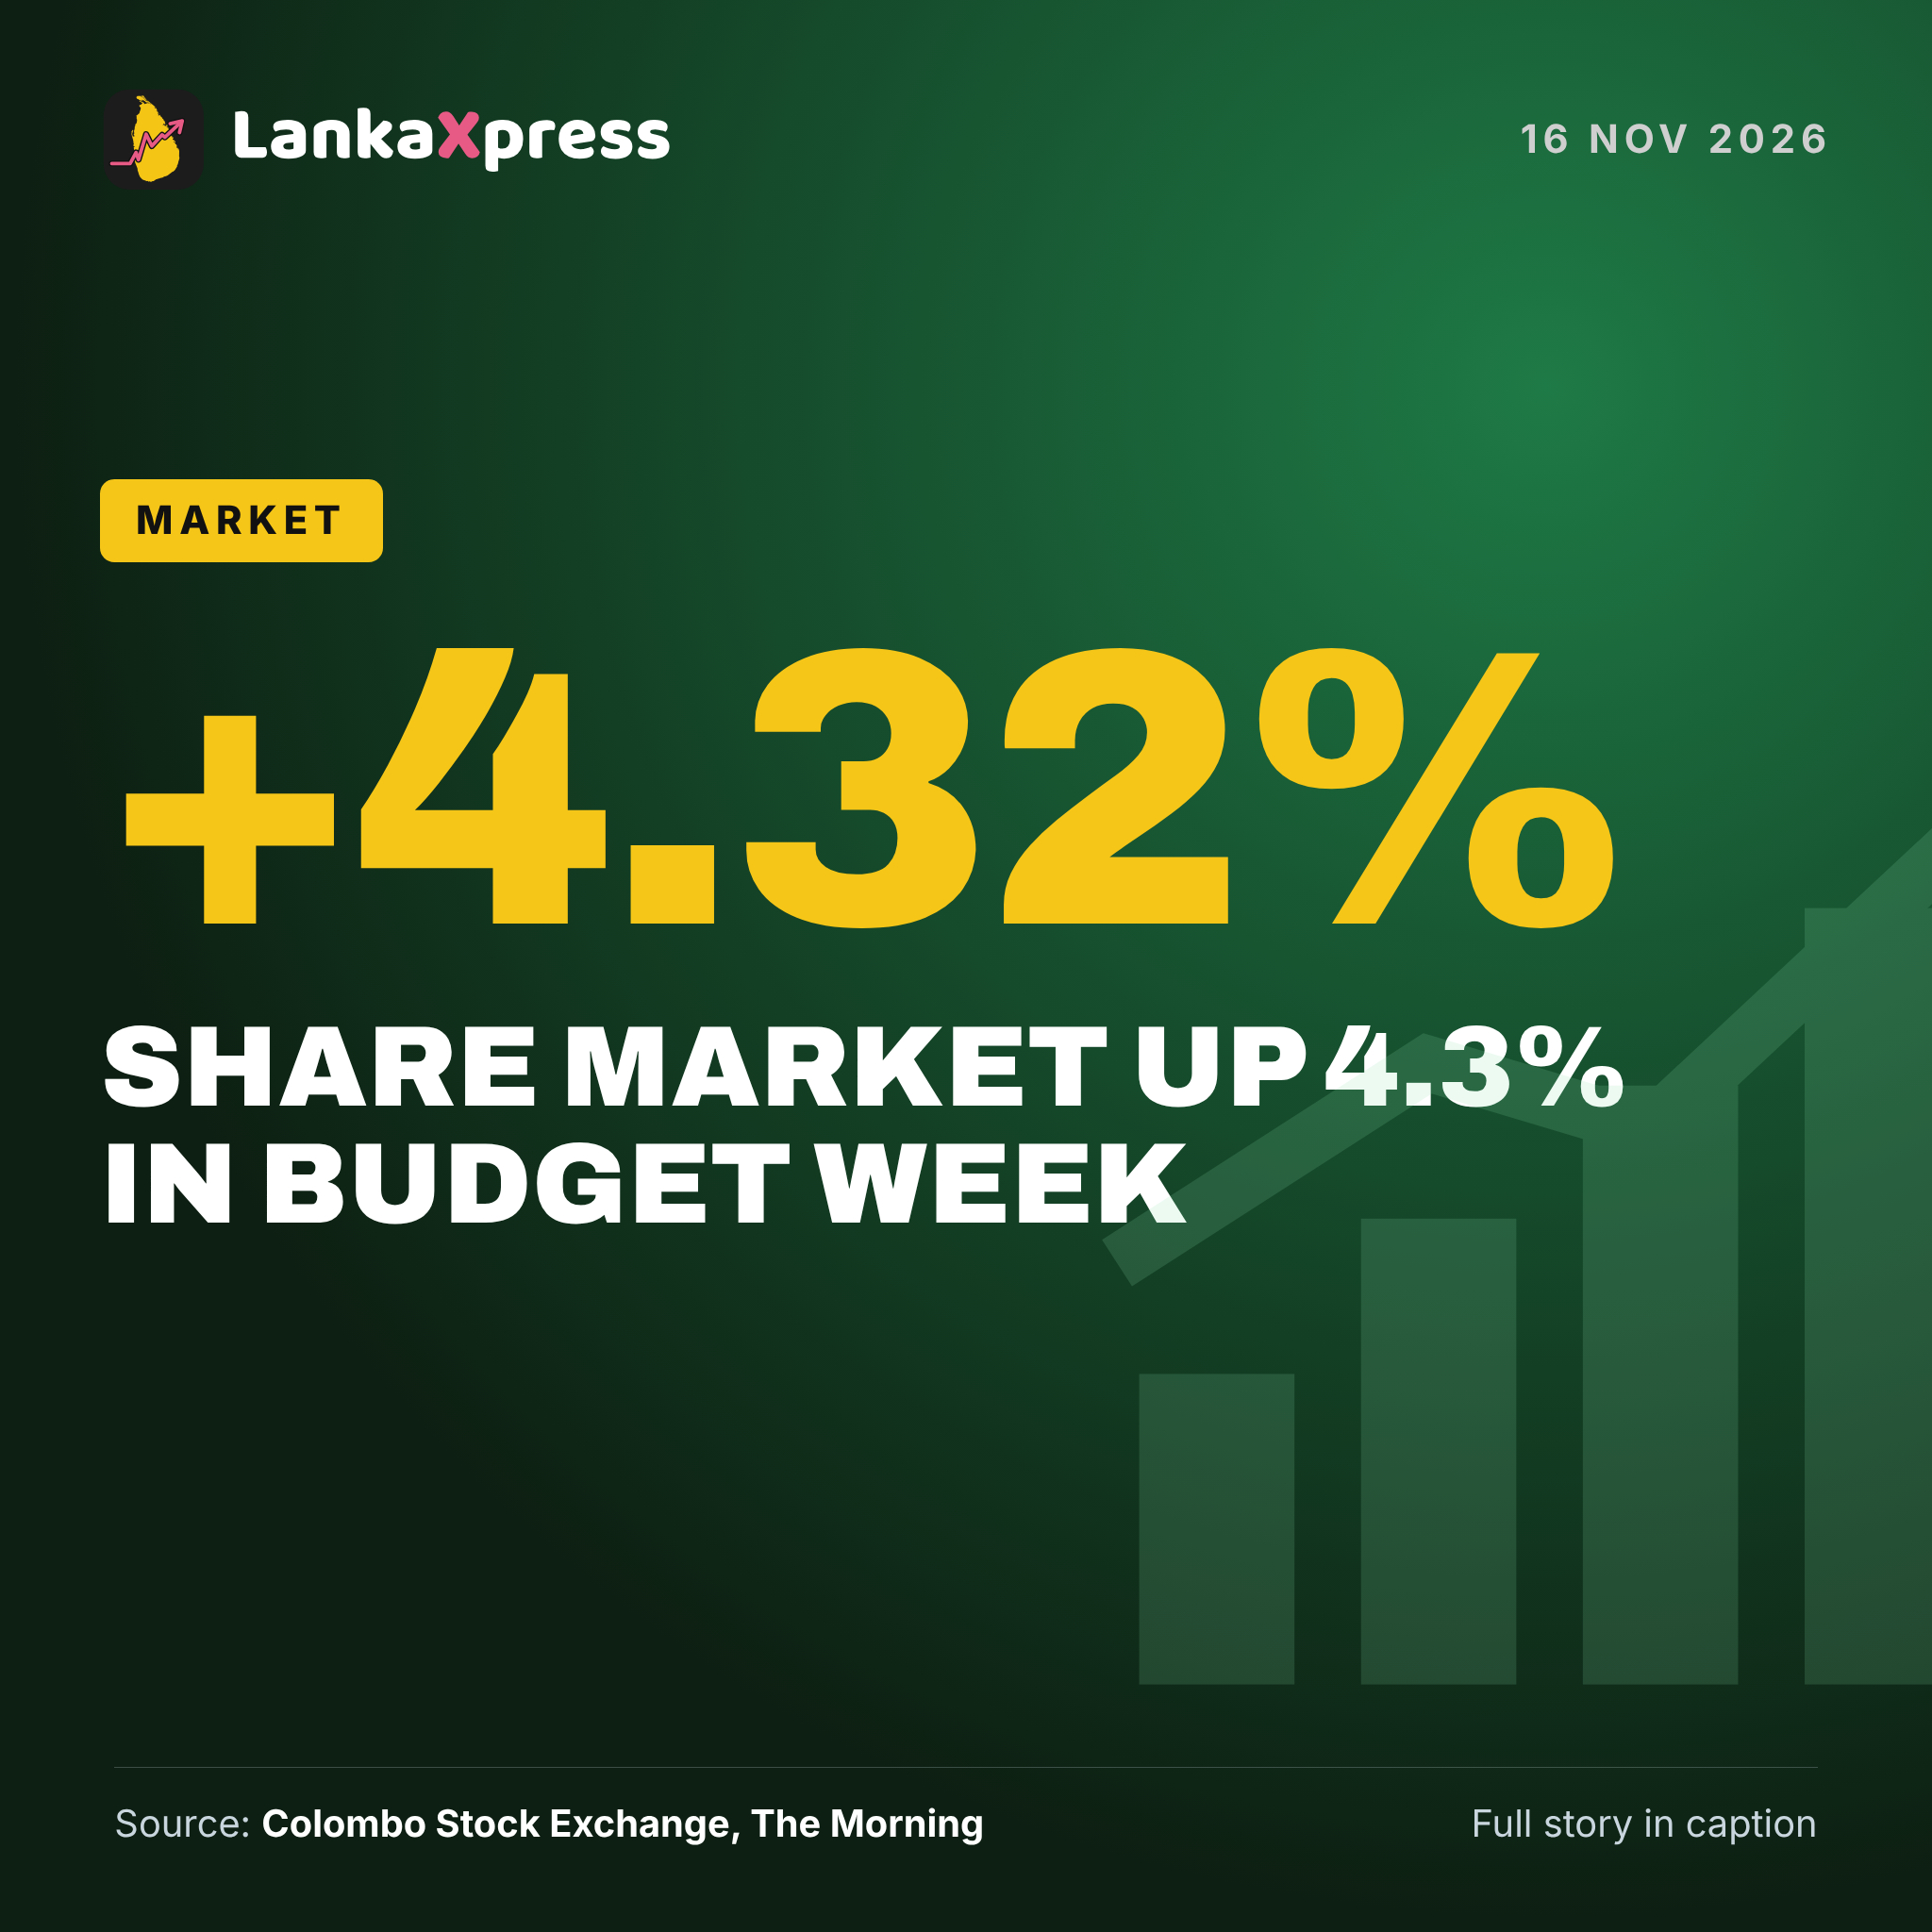 LankaXpress
16 NOV 2026
MARKET
+4.32%
SHARE MARKET UP 4.3%
IN BUDGET WEEK
Source: Colombo Stock Exchange, The Morning
Full story in caption